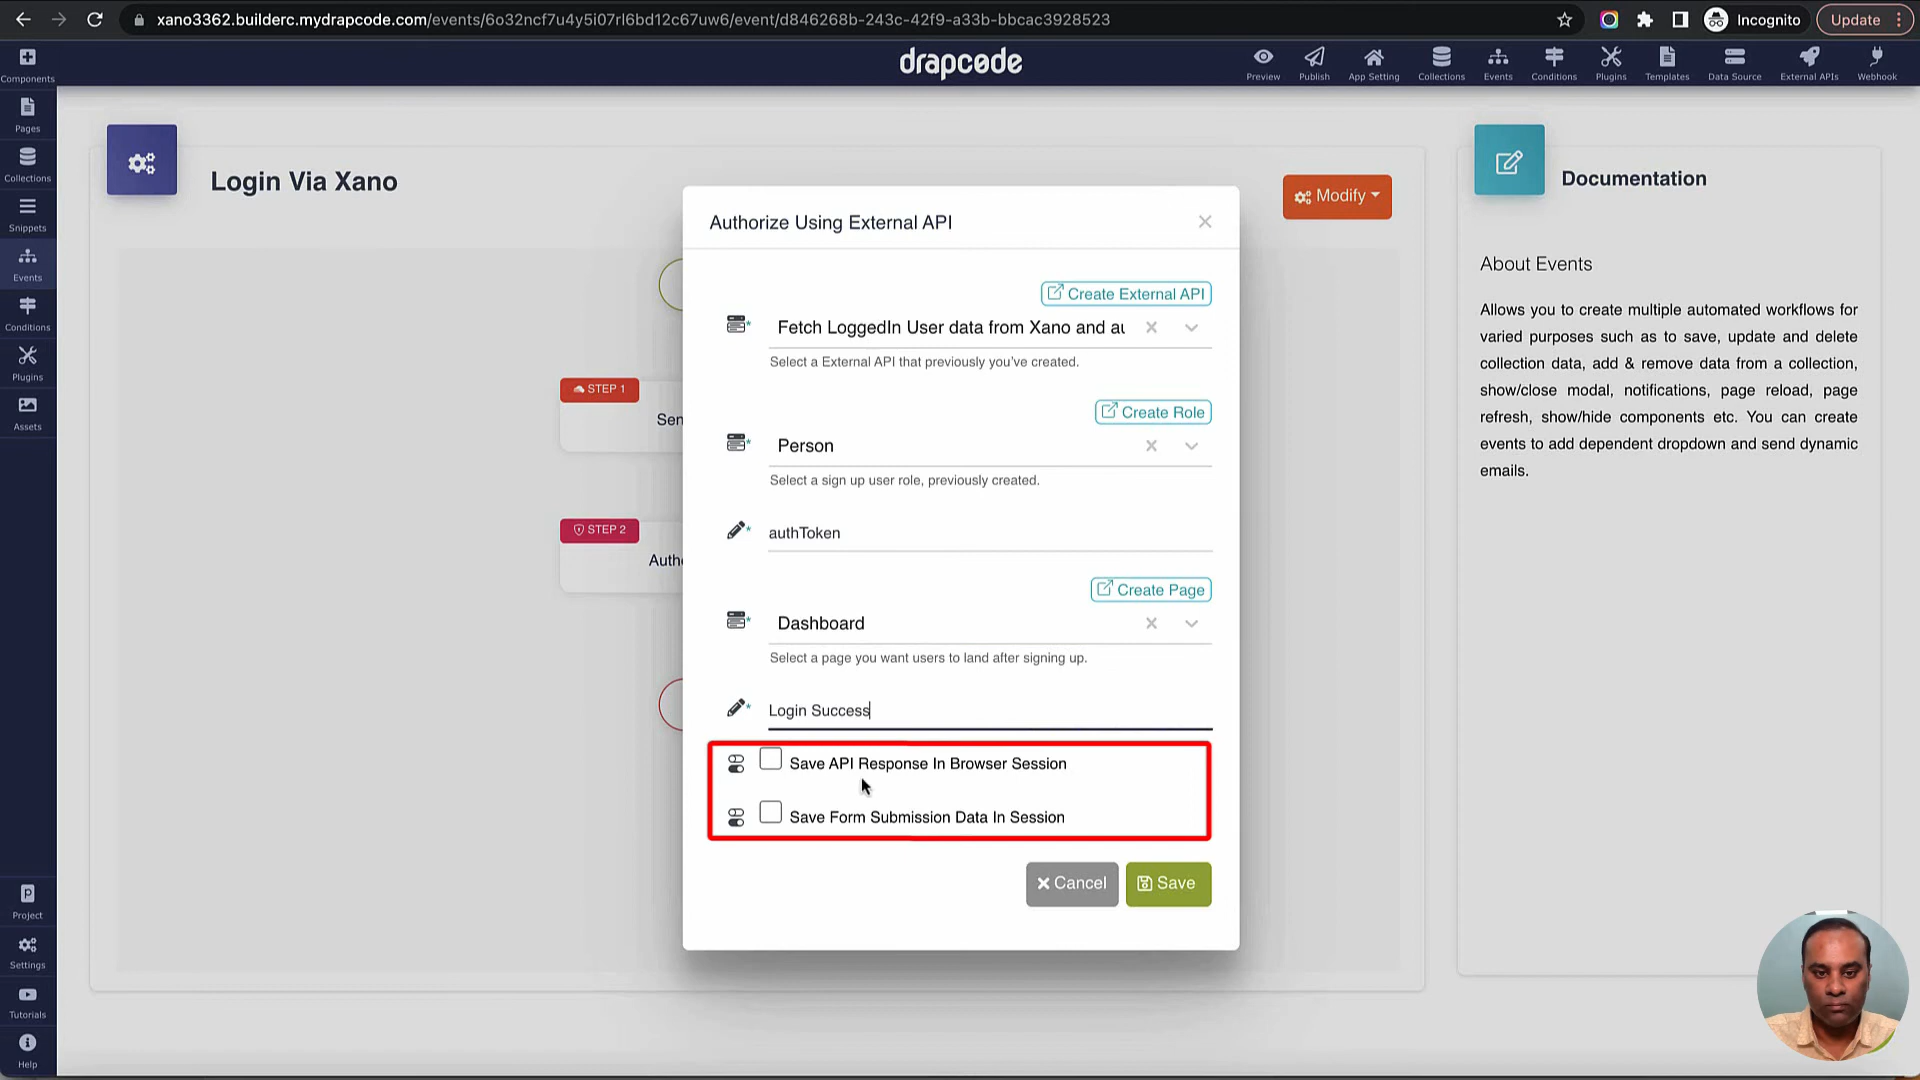 xano3362.builderc.mydrapcode.com/events/6o32ncf7u4y5i07rl6bd12c67uw6/event/d846268b-243c-42f9-a33b-bbcac3928523
Incognito
Update
Components
drapcode
Preview
Publish
App Setting
Collections
Events
Conditions
Plugins
Templates
Data Source
External APIs
Webhook
Pages
Collections
Snippets
Events
Conditions
Plugins
Assets
Project
Settings
Tutorials
Help
Login Via Xano
Modify
STEP 1
Sen
STEP 2
Auth
Authorize Using External API
Create External API
Fetch LoggedIn User data from Xano and au
Select a External API that previously you've created.
Create Role
Person
Select a sign up user role, previously created.
authToken
Create Page
Dashboard
Select a page you want users to land after signing up.
Login Success
Save API Response In Browser Session
Save Form Submission Data In Session
Cancel
Save
Documentation
About Events
Allows you to create multiple automated workflows for
varied purposes such as to save, update and delete
collection data, add & remove data from a collection,
show/close modal, notifications, page reload, page
refresh, show/hide components etc. You can create
events to add dependent dropdown and send dynamic
emails.